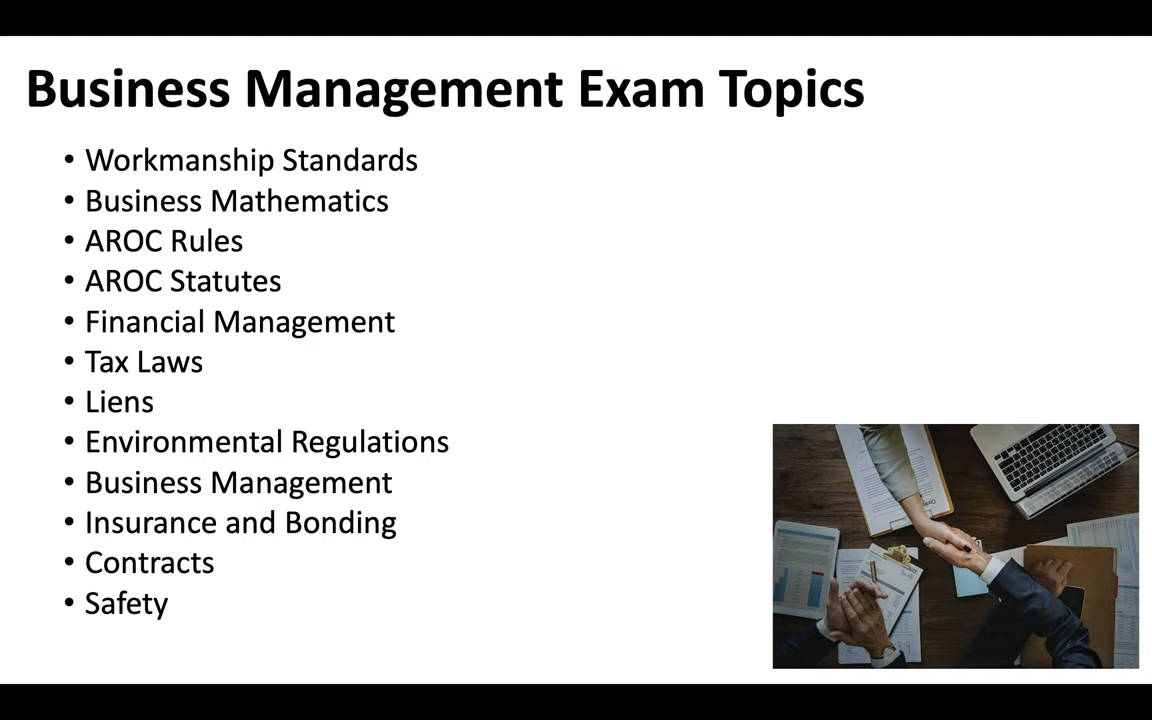 Business Management Exam Topics
• Workmanship Standards
• Business Mathematics
• AROC Rules
• AROC Statutes
• Financial Management
• Tax Laws
• Liens
• Environmental Regulations
• Business Management
• Insurance and Bonding
• Contracts
• Safety